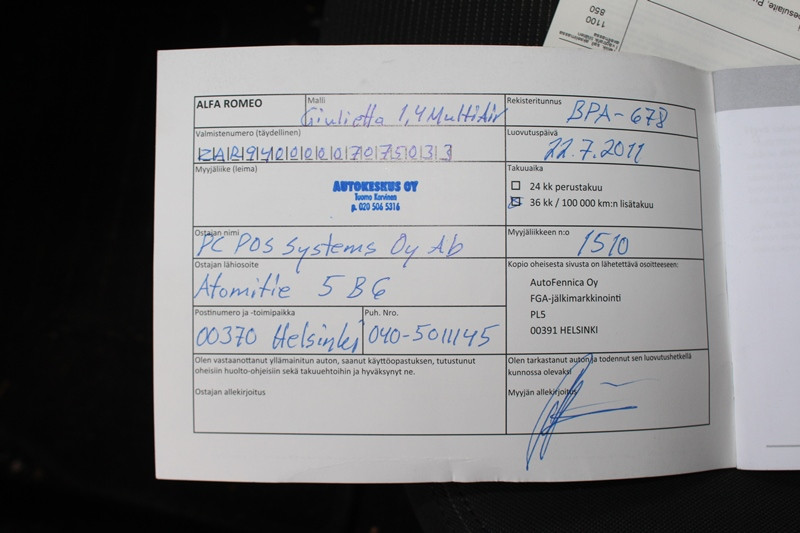 1100
850
ALFA ROMEO
Malli
Giulietta 1,4 MultiAir
Rekisteritunnus
BPA-678
Valmistenumero (täydellinen)
ZAR94000007075033
Luovutuspäivä
22.7.2011
Myyjäliike (leima)
AUTOKESKUS OY
Tuomo Karvinen
p. 020 506 5316
Takuuaika
24 kk perustakuu
36 kk / 100 000 km:n lisätakuu
Ostajan nimi
PC POS Systems Oy Ab
Myyjäliikkeen n:o
1510
Ostajan lähiosoite
Atomitie 5 B6
Kopio oheisesta sivusta on lähetettävä osoitteeseen:
AutoFennica Oy
FGA-jälkimarkkinointi
PL5
00391 HELSINKI
Postinumero ja -toimipaikka
00370 Helsinki
Puh. Nro.
040-5011145
Olen vastaanottanut yllämainitun auton, saanut käyttöopastuksen, tutustunut
oheisiin huolto-ohjeisiin sekä takuuehtoihin ja hyväksynyt ne.
Ostajan allekirjoitus
Olen tarkastanut auton ja todennut sen luovutushetkellä
kunnossa olevaksi
Myyjän allekirjoitus